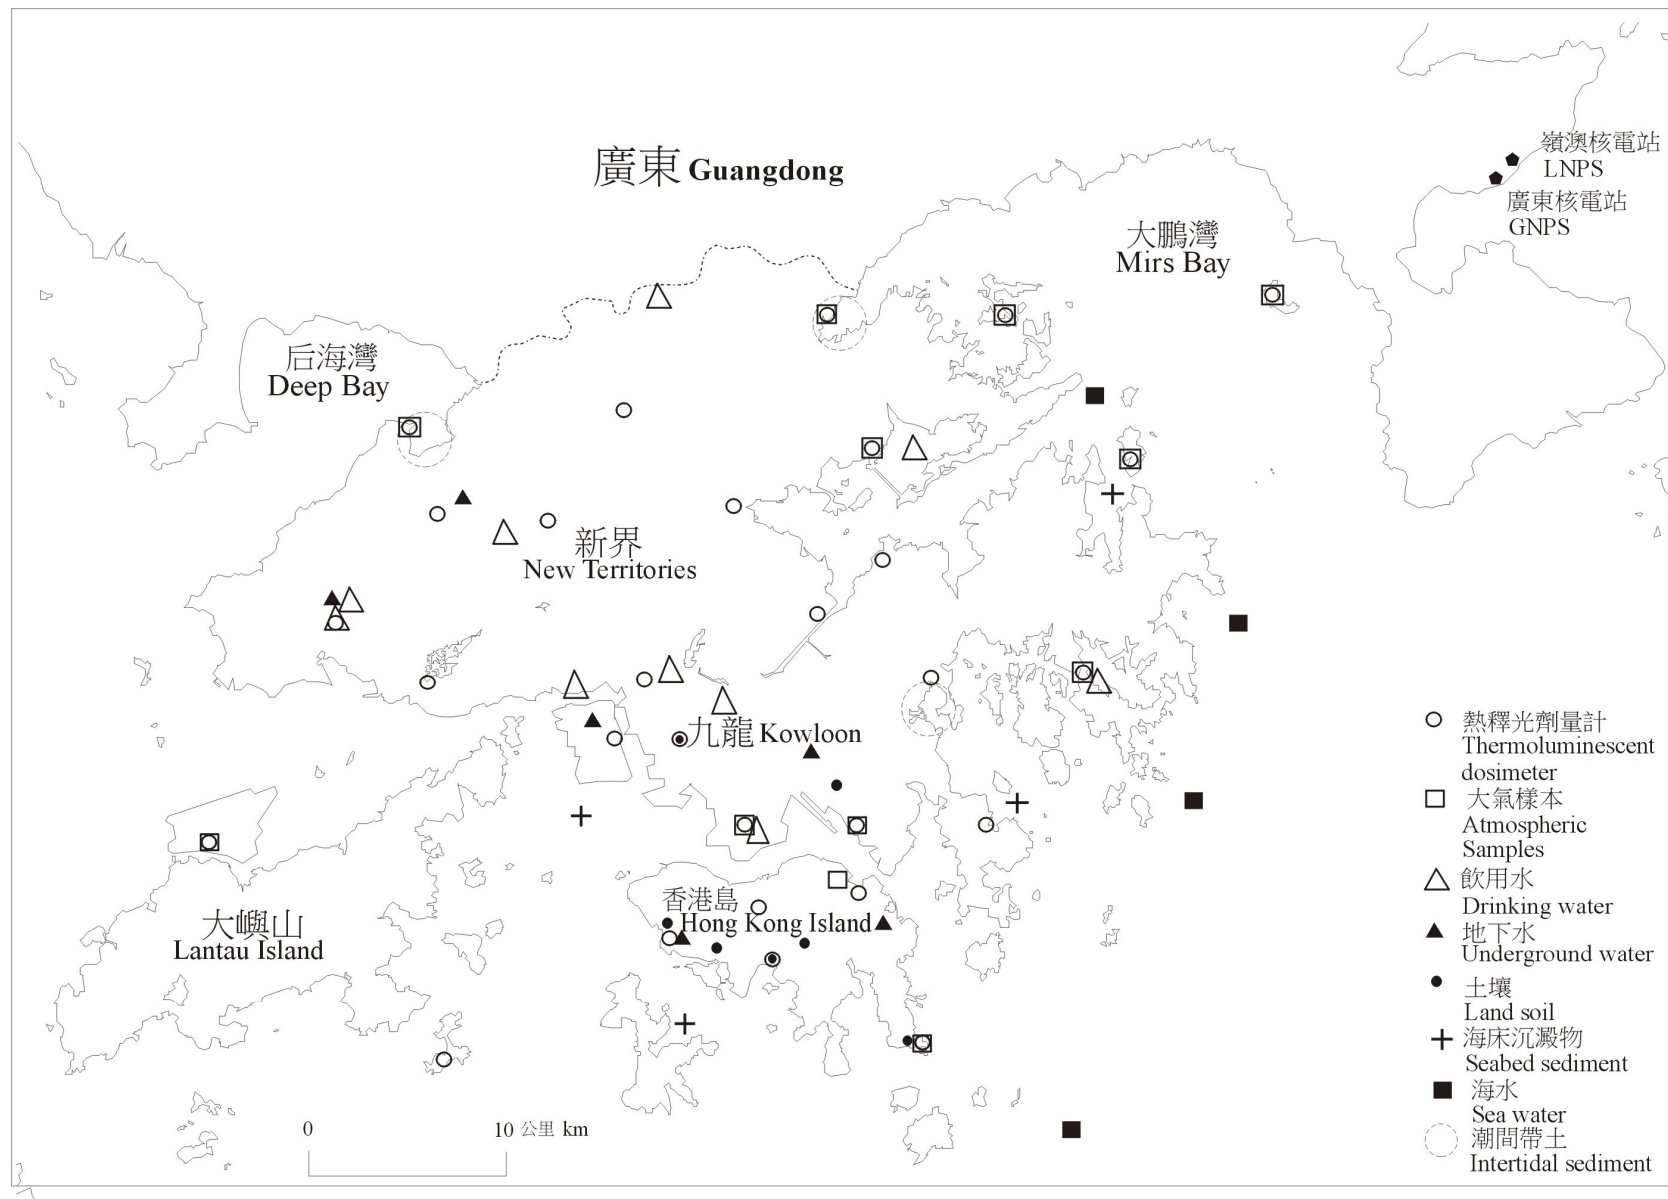 廣東 Guangdong
嶺澳核電站
LNPS
廣東核電站
GNPS
大鵬灣
Mirs Bay
后海灣
Deep Bay
新界
New Territories
九龍 Kowloon
香港島
Hong Kong Island
大嶼山
Lantau Island
0 10 公里 km
熱釋光劑量計
Thermoluminescent
dosimeter
大氣樣本
Atmospheric
Samples
飲用水
Drinking water
地下水
Underground water
土壤
Land soil
海床沉澱物
Seabed sediment
海水
Sea water
潮間帶土
Intertidal sediment